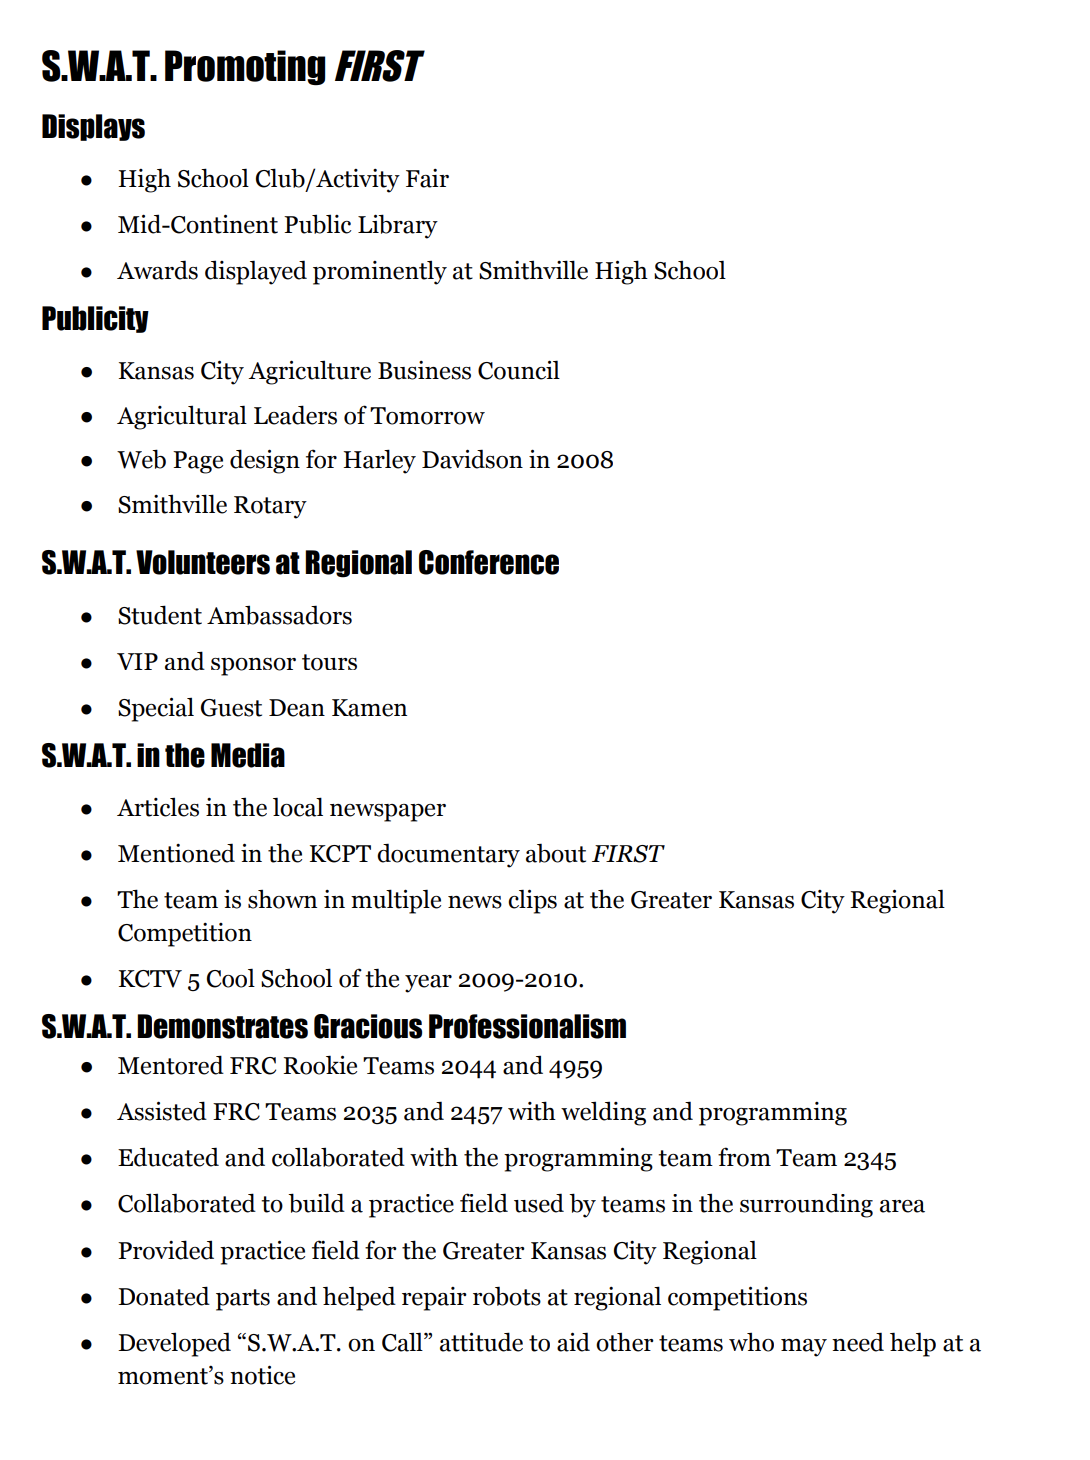 S.W.A.T. Promoting FIRST
Displays
● High School Club/Activity Fair
● Mid-Continent Public Library
● Awards displayed prominently at Smithville High School
Publicity
● Kansas City Agriculture Business Council
● Agricultural Leaders of Tomorrow
● Web Page design for Harley Davidson in 2008
● Smithville Rotary
S.W.A.T. Volunteers at Regional Conference
● Student Ambassadors
● VIP and sponsor tours
● Special Guest Dean Kamen
S.W.A.T. in the Media
● Articles in the local newspaper
● Mentioned in the KCPT documentary about FIRST
● The team is shown in multiple news clips at the Greater Kansas City Regional
Competition
● KCTV 5 Cool School of the year 2009-2010.
S.W.A.T. Demonstrates Gracious Professionalism
● Mentored FRC Rookie Teams 2044 and 4959
● Assisted FRC Teams 2035 and 2457 with welding and programming
● Educated and collaborated with the programming team from Team 2345
● Collaborated to build a practice field used by teams in the surrounding area
● Provided practice field for the Greater Kansas City Regional
● Donated parts and helped repair robots at regional competitions
● Developed “S.W.A.T. on Call” attitude to aid other teams who may need help at a
moment’s notice